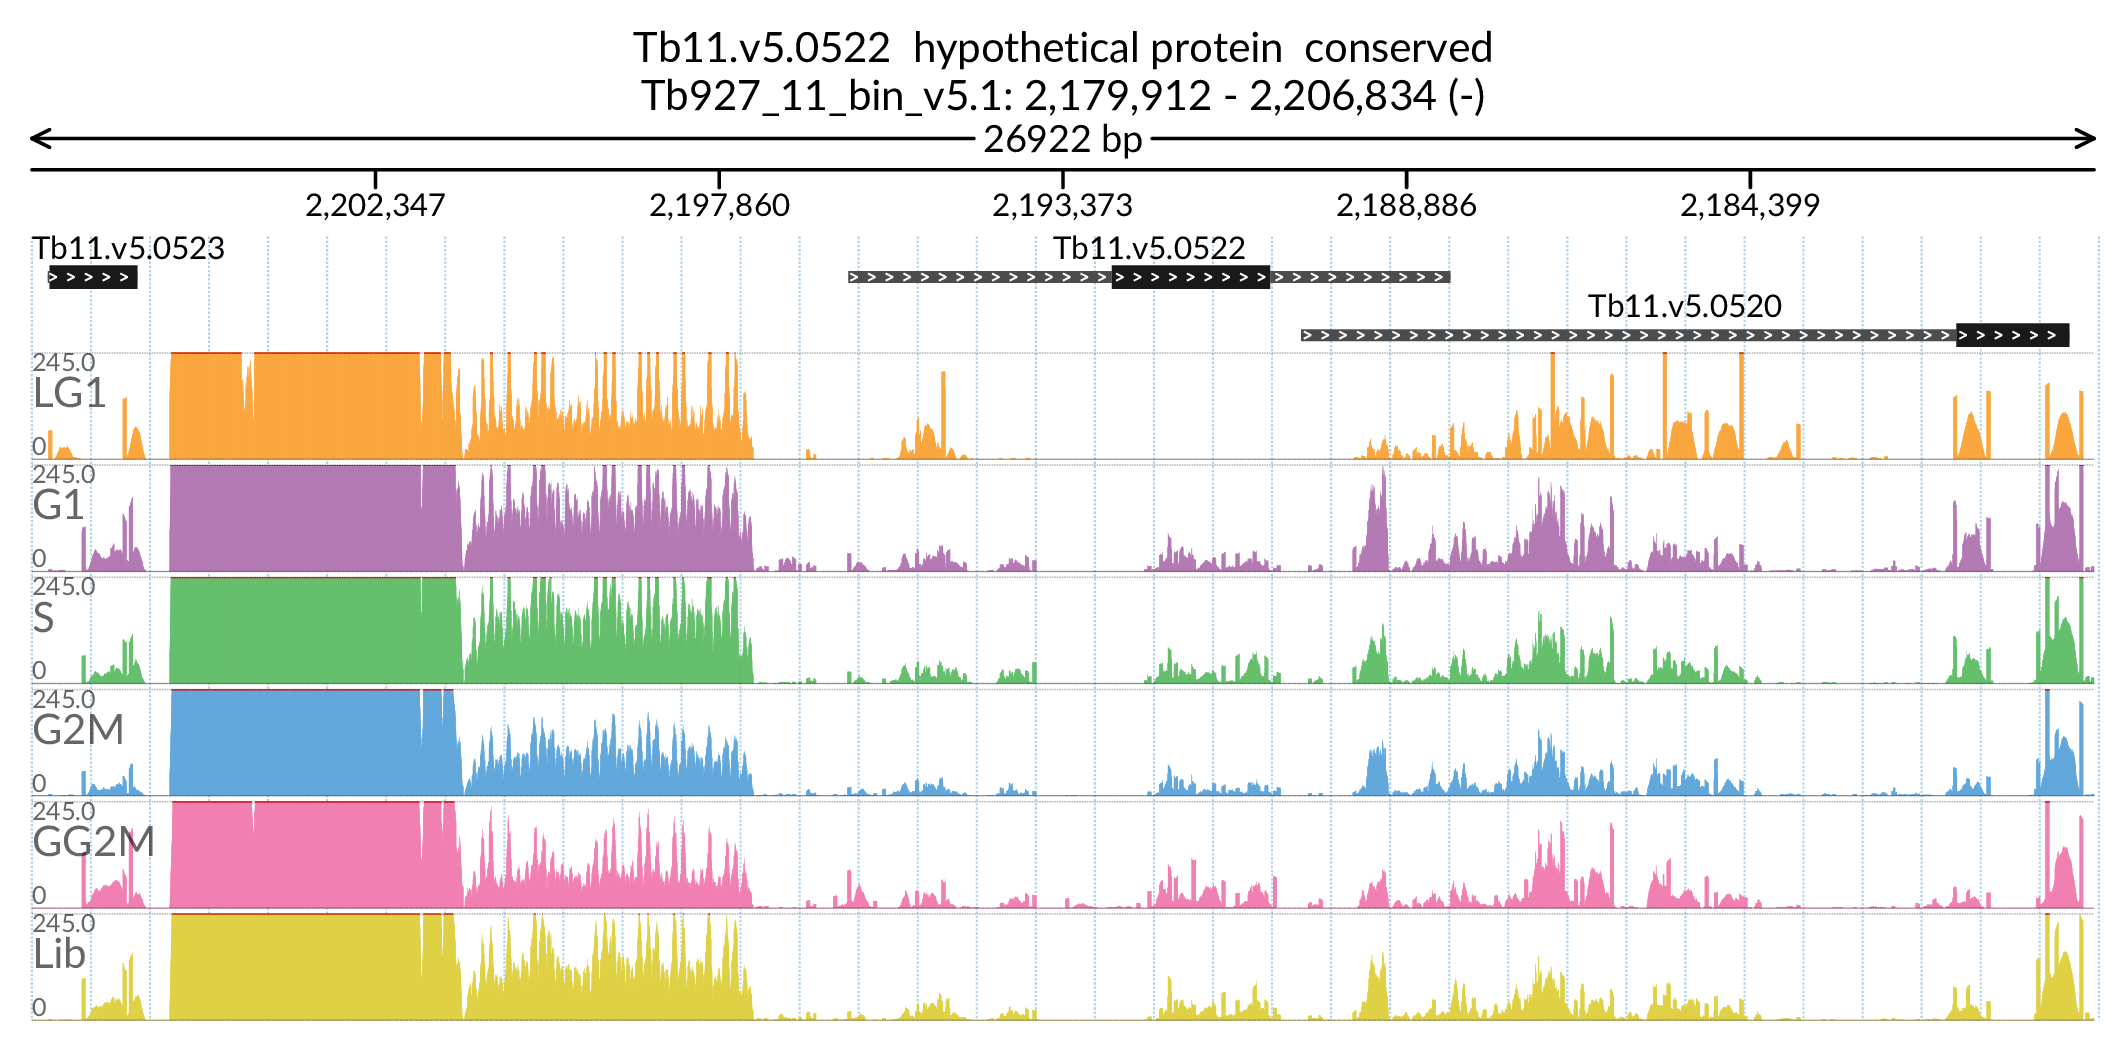 Tb11.v5.0522 hypothetical protein conserved
Tb927_11_bin_v5.1: 2,179,912 - 2,206,834 (-)
26922 bp
2,202,347 2,197,860 2,193,373 2,188,886 2,184,399
Tb11.v5.0523 Tb11.v5.0522
Tb11.v5.0520
245.0
LG1
0
245.0
G1
0
245.0
S
0
245.0
G2M
0
245.0
GG2M
0
245.0
Lib
0